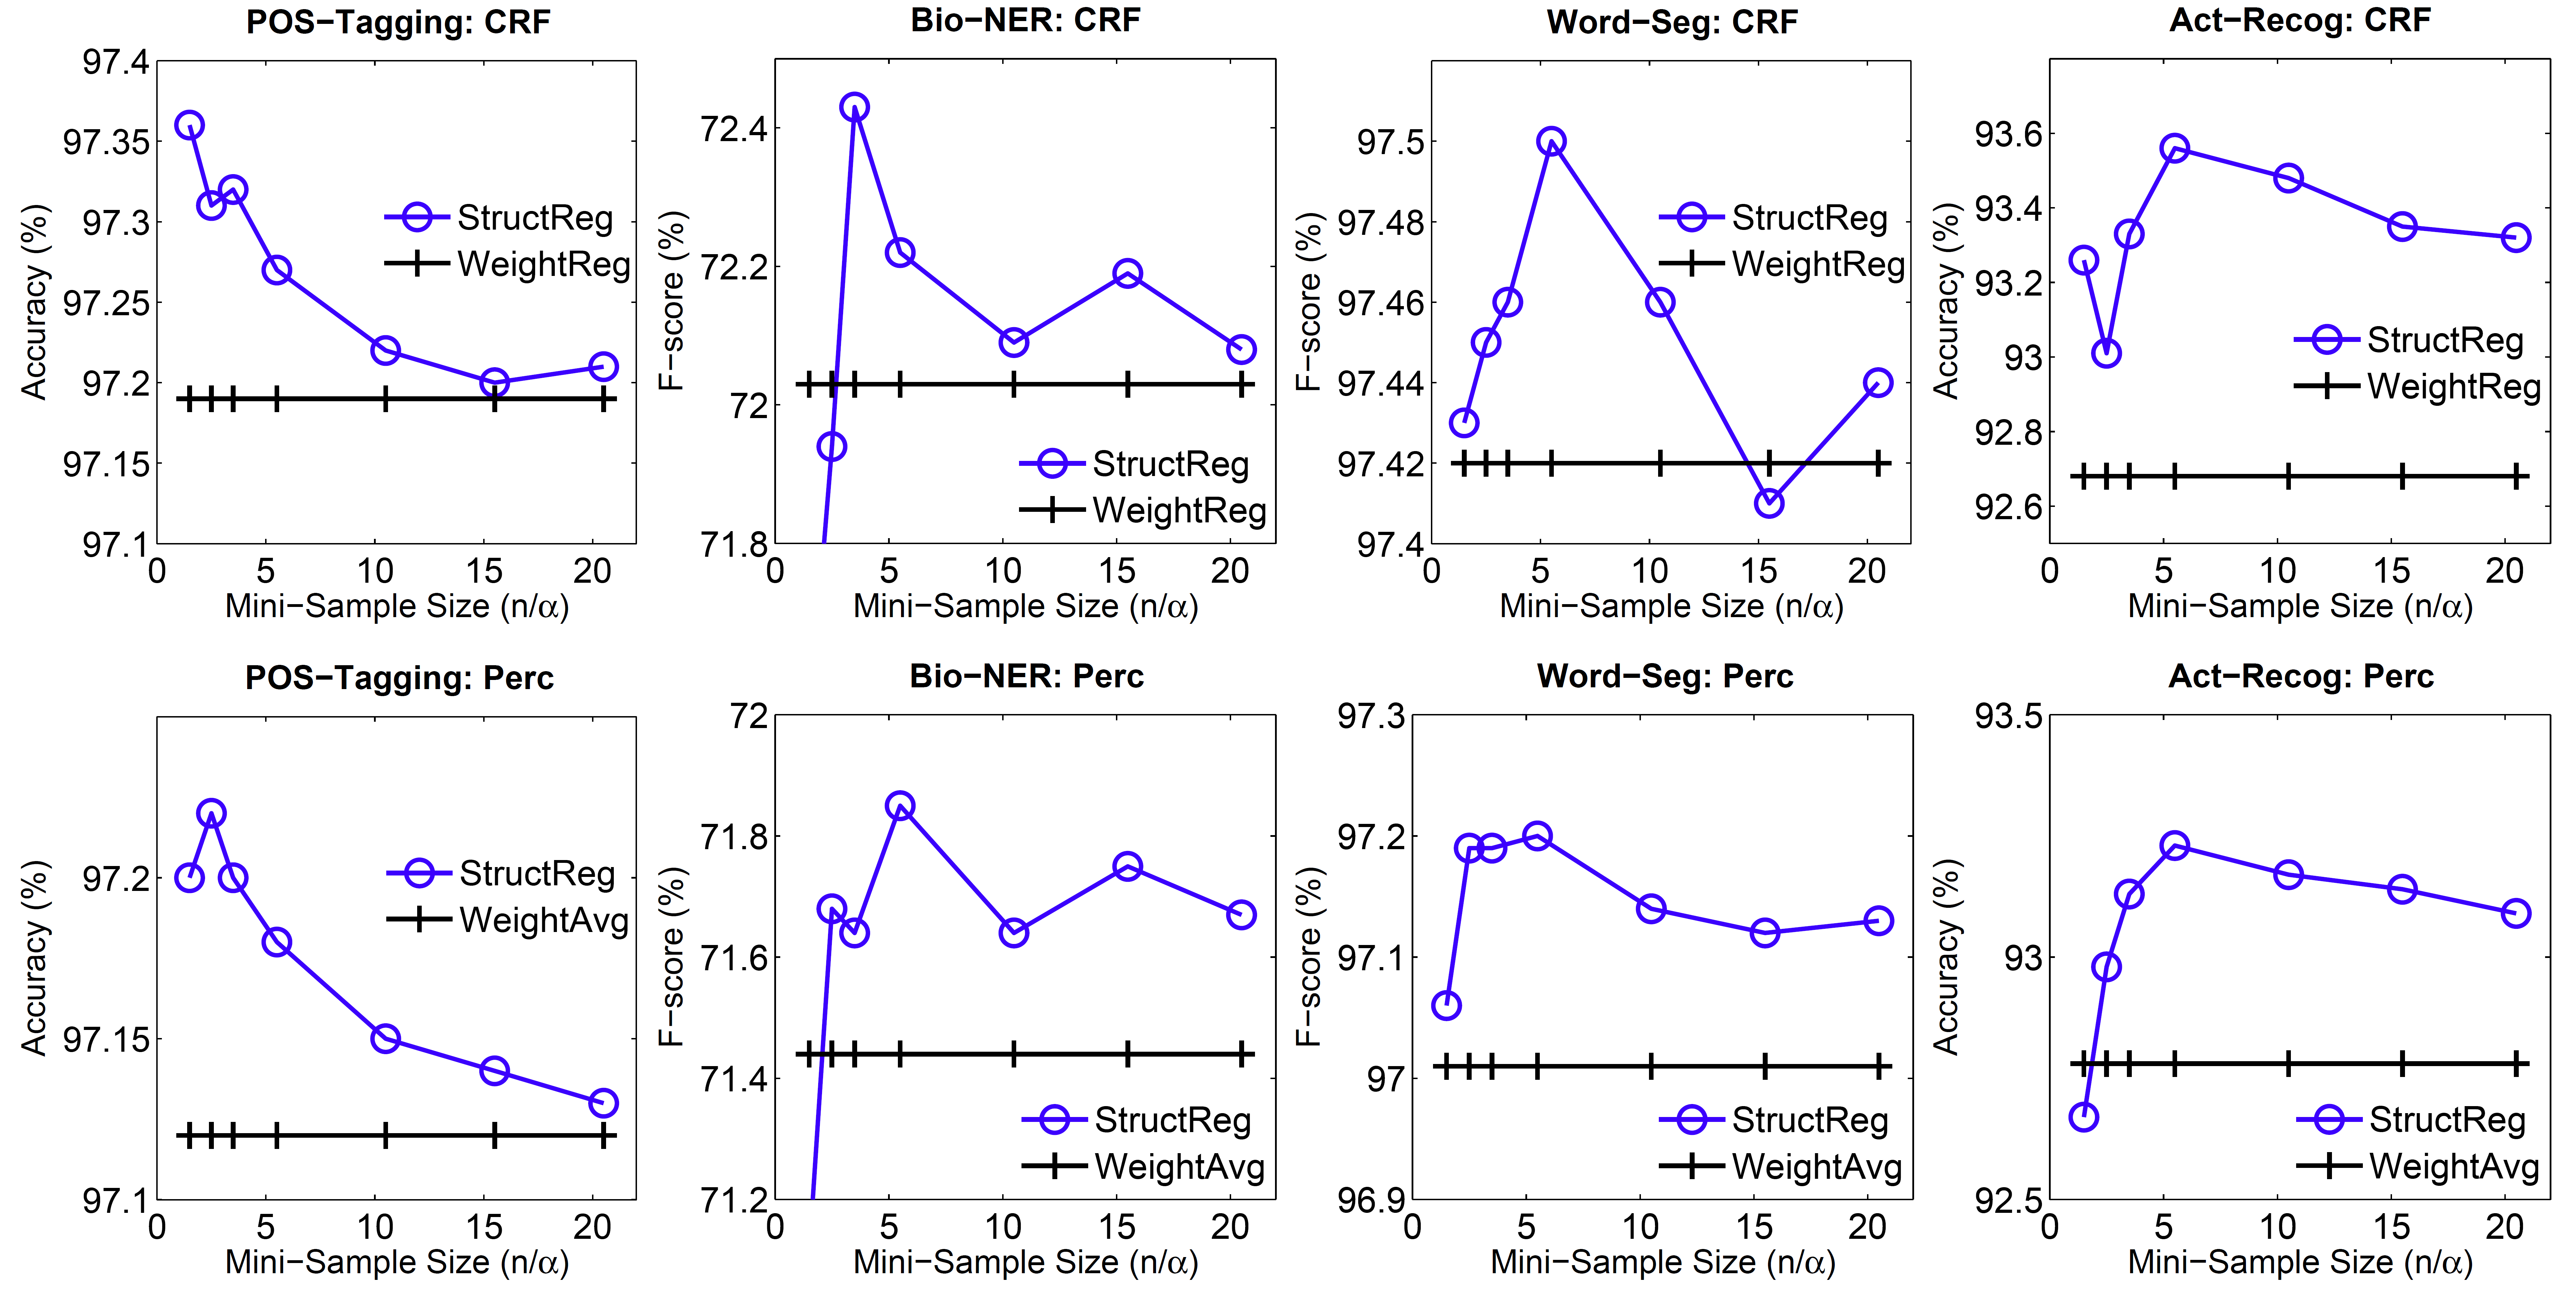 POS−Tagging: CRF
97.4
97.35
97.3
97.25
97.2
97.15
97.1
Accuracy (%)
StructReg
WeightReg
0 5 10 15 20
Mini−Sample Size (n/α)
Bio−NER: CRF
72.4
72.2
72
71.8
F−score (%)
StructReg
WeightReg
0 5 10 15 20
Mini−Sample Size (n/α)
Word−Seg: CRF
97.5
97.48
97.46
97.44
97.42
97.4
F−score (%)
StructReg
WeightReg
0 5 10 15 20
Mini−Sample Size (n/α)
Act−Recog: CRF
93.6
93.4
93.2
93
92.8
92.6
Accuracy (%)
StructReg
WeightReg
0 5 10 15 20
Mini−Sample Size (n/α)
POS−Tagging: Perc
97.2
97.15
97.1
Accuracy (%)
StructReg
WeightAvg
0 5 10 15 20
Mini−Sample Size (n/α)
Bio−NER: Perc
72
71.8
71.6
71.4
71.2
F−score (%)
StructReg
WeightAvg
0 5 10 15 20
Mini−Sample Size (n/α)
Word−Seg: Perc
97.3
97.2
97.1
97
96.9
F−score (%)
StructReg
WeightAvg
0 5 10 15 20
Mini−Sample Size (n/α)
Act−Recog: Perc
93.5
93
92.5
Accuracy (%)
StructReg
WeightAvg
0 5 10 15 20
Mini−Sample Size (n/α)